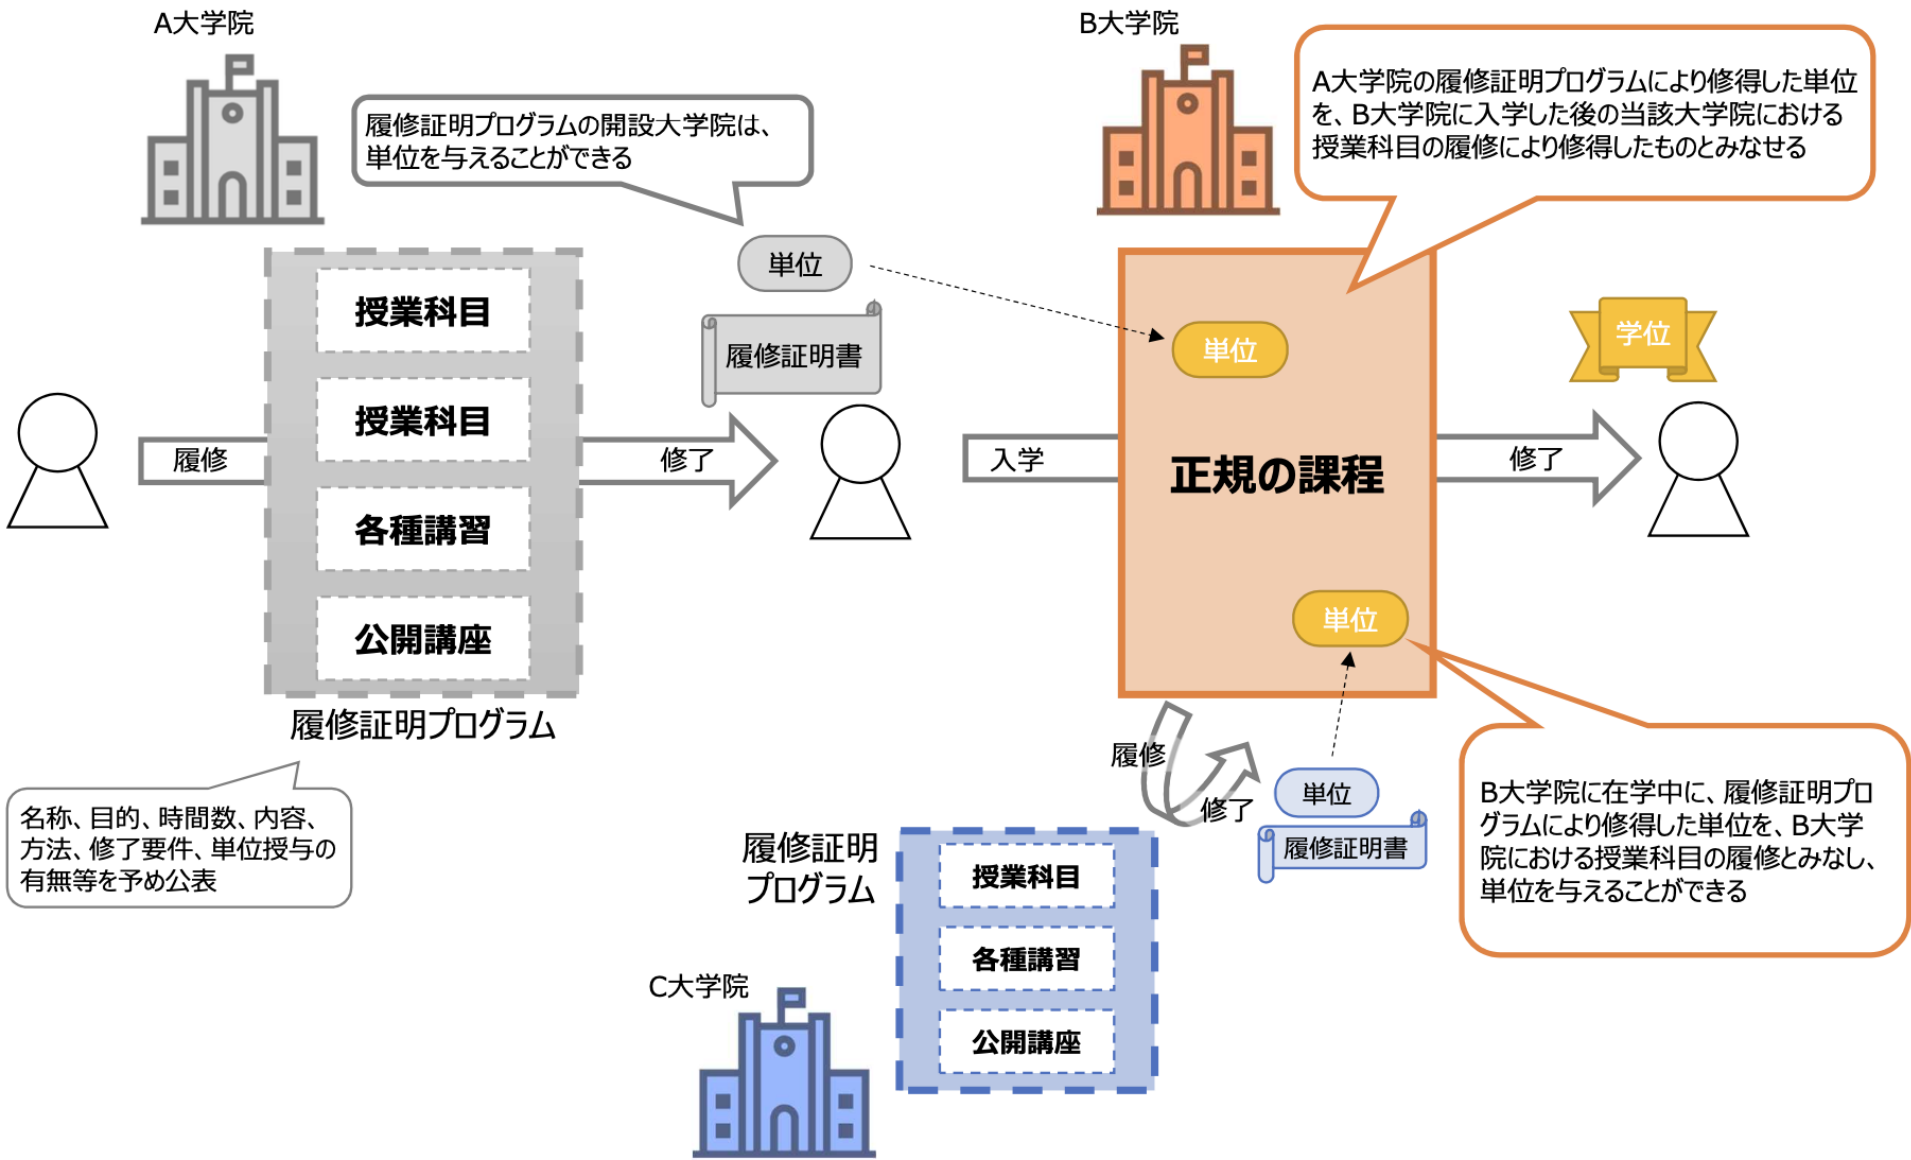 A大学院
履修証明プログラムの開設大学院は、
単位を与えることができる
B大学院
A大学院の履修証明プログラムにより修得した単位
を、B大学院に入学した後の当該大学院における
授業科目の履修により修得したものとみなせる
単位
履修証明書
授業科目
授業科目
各種講習
公開講座
履修
修了
履修証明プログラム
名称、目的、時間数、内容、
方法、修了要件、単位授与の
有無等を予め公表
入学
単位
正規の課程
単位
修了
学位
履修
修了
単位
履修証明書
B大学院に在学中に、履修証明プロ
グラムにより修得した単位を、B大学
院における授業科目の履修とみなし、
単位を与えることができる
履修証明
プログラム
授業科目
各種講習
公開講座
C大学院